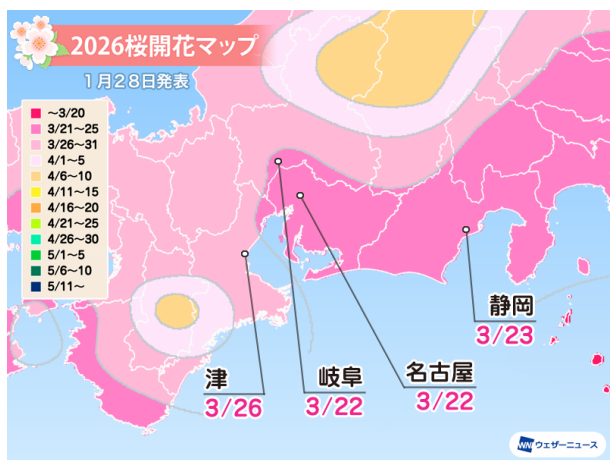 2026桜開花マップ
1月28日発表
～3/20
3/21～25
3/26～31
4/1～5
4/6～10
4/11～15
4/16～20
4/21～25
4/26～30
5/1～5
5/6～10
5/11～
静岡
3/23
名古屋
3/22
岐阜
3/22
津
3/26
WN ウェザーニュース